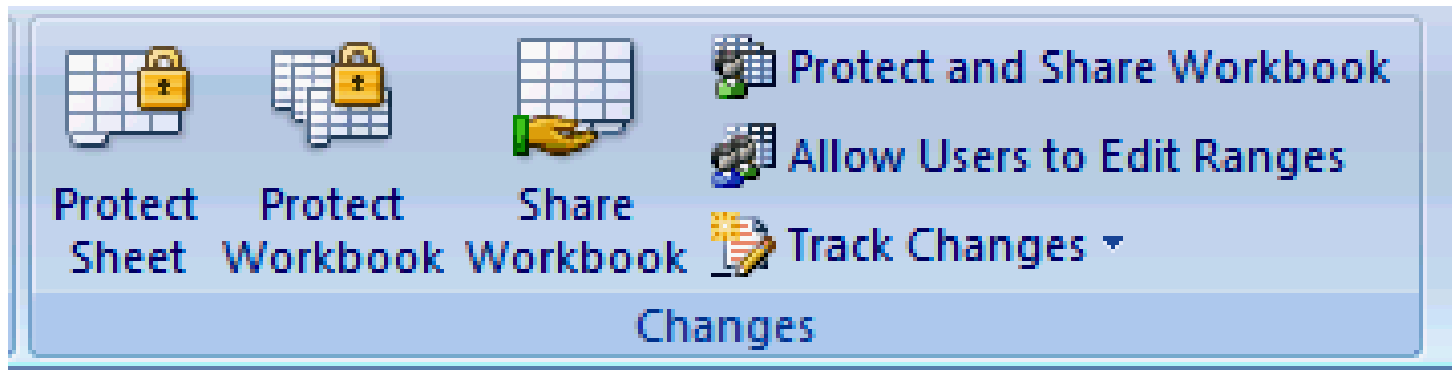 Protect
Sheet
Protect
Workbook
Share
Workbook
Protect and Share Workbook
Allow Users to Edit Ranges
Track Changes
Changes